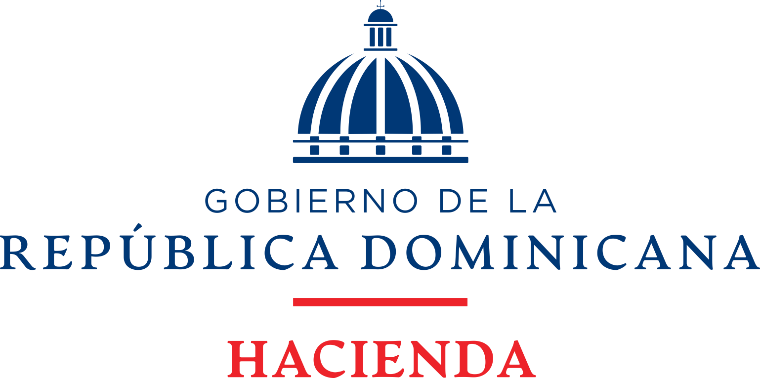 GOBIERNO DE LA
REPÚBLICA DOMINICANA
HACIENDA